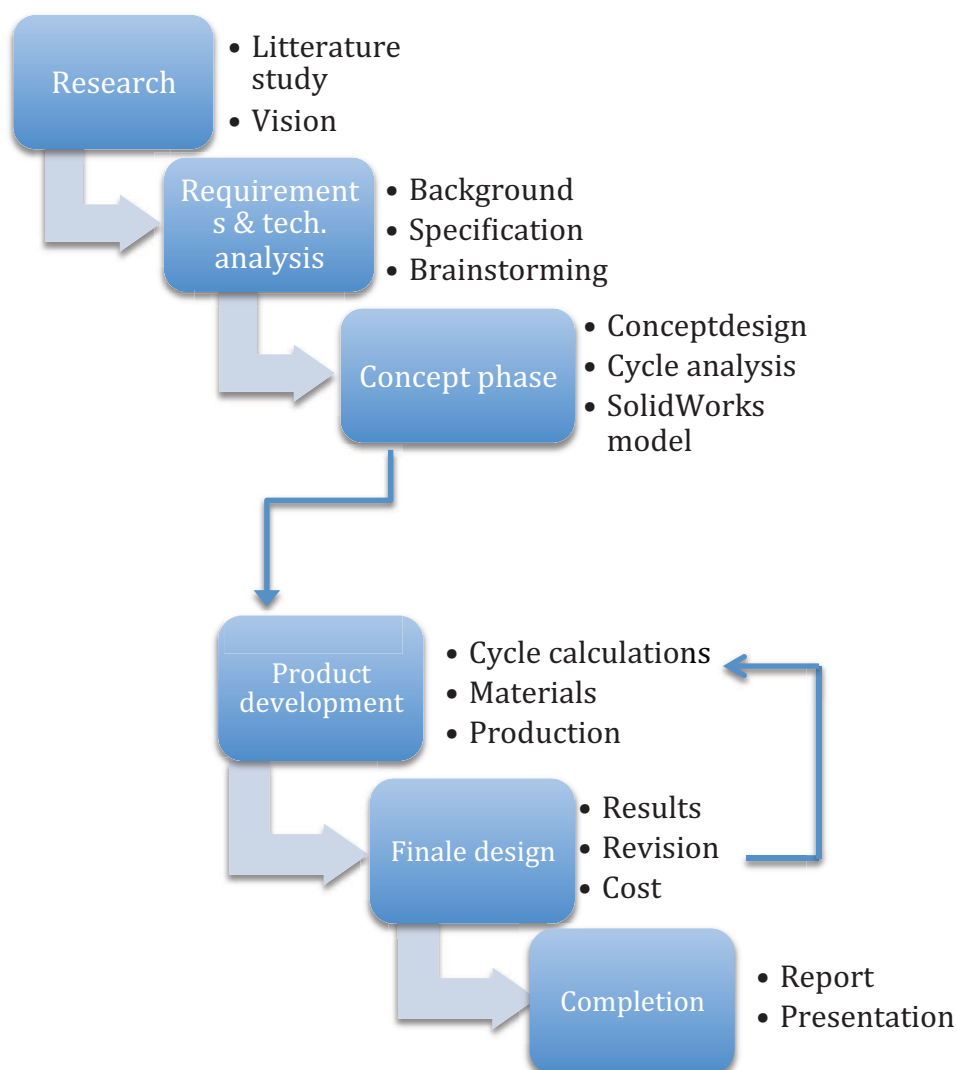 Research
• Litterature
study
• Vision
Requirement
s & tech.
analysis
• Background
• Specification
• Brainstorming
Concept phase
• Conceptdesign
• Cycle analysis
• SolidWorks
model
Product
development
• Cycle calculations
• Materials
• Production
Finale design
• Results
• Revision
• Cost
Completion
• Report
• Presentation